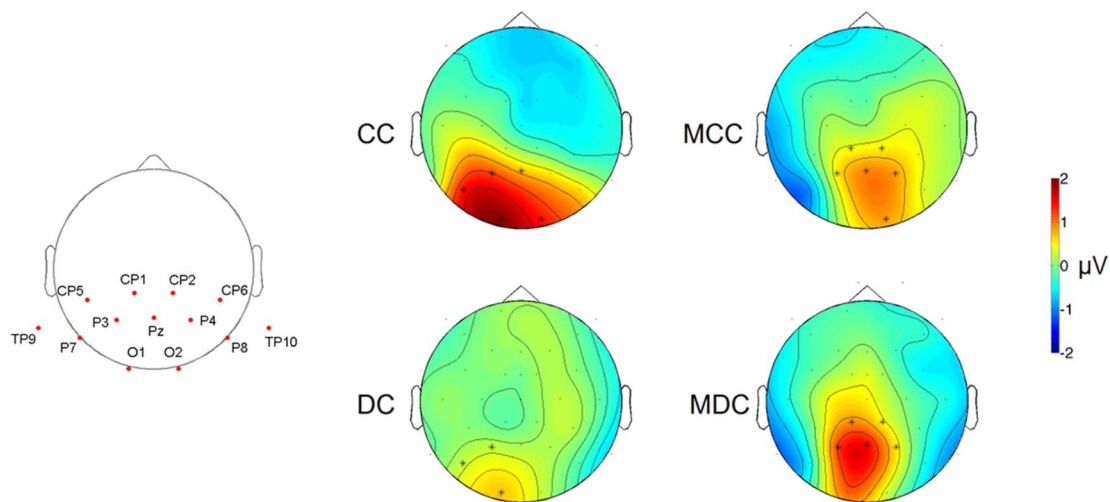 CC
MCC
CP1 CP2
CP5 CP6
P3 Pz P4
TP9 TP10
P7 P8
O1 O2
DC
MDC
2
1
0
-1
-2
µV